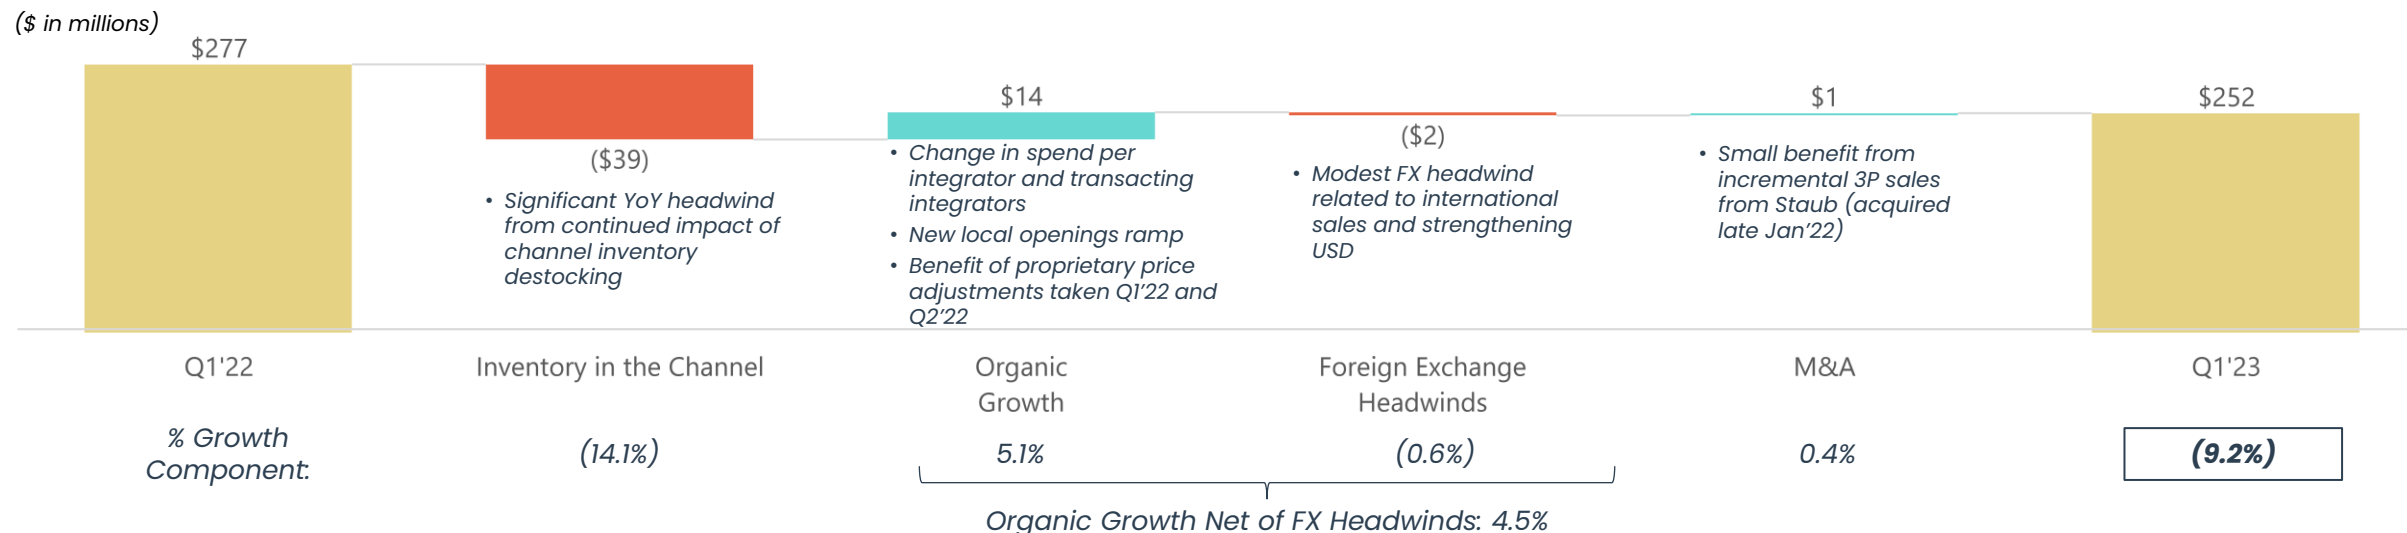 ($ in millions)
$277
($39)
• Significant YoY headwind
from continued impact of
channel inventory
destocking
$14
• Change in spend per
integrator and transacting
integrators
• New local openings ramp
• Benefit of proprietary price
adjustments taken Q1’22 and
Q2’22
($2)
• Modest FX headwind
related to international
sales and strengthening
USD
$1
• Small benefit from
incremental 3P sales
from Staub (acquired
late Jan’22)
$252
Q1'22
Inventory in the Channel
Organic
Growth
Foreign Exchange
Headwinds
M&A
Q1'23
% Growth
Component:
(14.1%)
5.1%
(0.6%)
0.4%
(9.2%)
Organic Growth Net of FX Headwinds: 4.5%